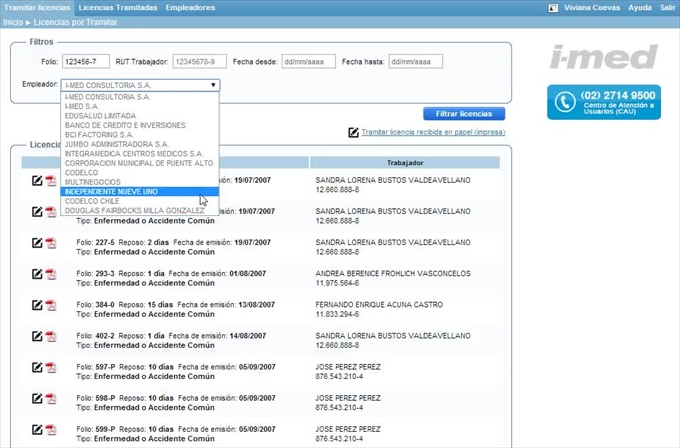 Tramitar licencias Licencias Tramitadas Empleadores Viviana Cuevas Ayuda Salir
Inicio Licencias por Tramitar
Filtros
Folio: 123456-7 RUT Trabajador: 12345678-9 Fecha desde: dd/mm/aaaa Fecha hasta: dd/mm/aaaa
i-med
Empleador: I-MED CONSULTORIA S.A.
(02) 2714 9500
Centro de Atención a
Usuarios (CAU)
I-MED CONSULTORIA S.A.
I-MED S.A.
EDUSALUD LIMITADA
BANCO DE CREDITO E INVERSIONES
BCI FACTORING S.A.
JUMBO ADMINISTRADORA S.A.
INTEGRAMEDICA CENTROS MEDICOS S.A.
CORPORACION MUNICIPAL DE PUENTE ALTO
CODELCO
MULTINEGOCIOS
INDEPENDIENTE NUEVE UNO
CODELCO CHILE
DOUGLAS FAIRBOCKS MILLA GONZALEZ
Filtrar licencias
Tramitar licencia recibida en papel (impresa)
Licencia
Trabajador
emisión: 19/07/2007 SANDRA LORENA BUSTOS VALDEAVELLANO
12.660.888-8
emisión: 19/07/2007 SANDRA LORENA BUSTOS VALDEAVELLANO
Tipo: Enfermedad o Accidente Común 12.660.888-8
Folio: 227-5 Reposo: 2 dias Fecha de emisión: 19/07/2007 SANDRA LORENA BUSTOS VALDEAVELLANO
Tipo: Enfermedad o Accidente Común 12.660.888-8
Folio: 293-3 Reposo: 1 dia Fecha de emisión: 01/08/2007 ANDREA BERENICE FROHLICH VASCONCELOS
Tipo: Enfermedad o Accidente Común 11.975.564-6
Folio: 384-0 Reposo: 15 dias Fecha de emisión: 13/08/2007 FERNANDO ENRIQUE ACUNA CASTRO
Tipo: Enfermedad o Accidente Común 11.833.294-6
Folio: 402-2 Reposo: 1 dia Fecha de emisión: 14/08/2007 SANDRA LORENA BUSTOS VALDEAVELLANO
Tipo: Enfermedad o Accidente Común 12.660.888-8
Folio: 597-P Reposo: 10 dias Fecha de emisión: 05/09/2007 JOSE PEREZ PEREZ
Tipo: Enfermedad o Accidente Común 876.543.210-4
Folio: 598-P Reposo: 10 dias Fecha de emisión: 05/09/2007 JOSE PEREZ PEREZ
Tipo: Enfermedad o Accidente Común 876.543.210-4
Folio: 599-P Reposo: 10 dias Fecha de emisión: 05/09/2007 JOSE PEREZ PEREZ
Tipo: Enfermedad o Accidente Común 876.543.210-4